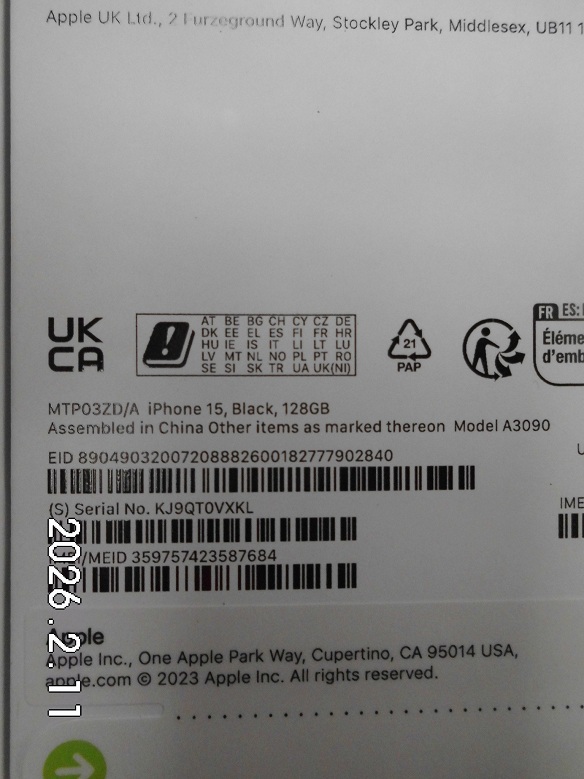 Apple UK Ltd., 2 Furzeground Way, Stockley Park, Middlesex, UB11 1
UK
CA
AT BE BG CH CY CZ DE
DK EE EL ES FI FR HR
HU IE IS IT LI LT LU
LV MT NL NO PL PT RO
SE SI SK TR UA UK(NI)
21
PAP
FR ES:
Éléme
d'emb
MTP03ZD/A iPhone 15, Black, 128GB
Assembled in China Other items as marked thereon Model A3090
EID 89049032007208882600182777902840
U
(S) Serial No. KJ9QT0VXKL
IME
/MEID 359757423587684
Apple
Apple Inc., One Apple Park Way, Cupertino, CA 95014 USA,
apple.com © 2023 Apple Inc. All rights reserved.
2026.2.11